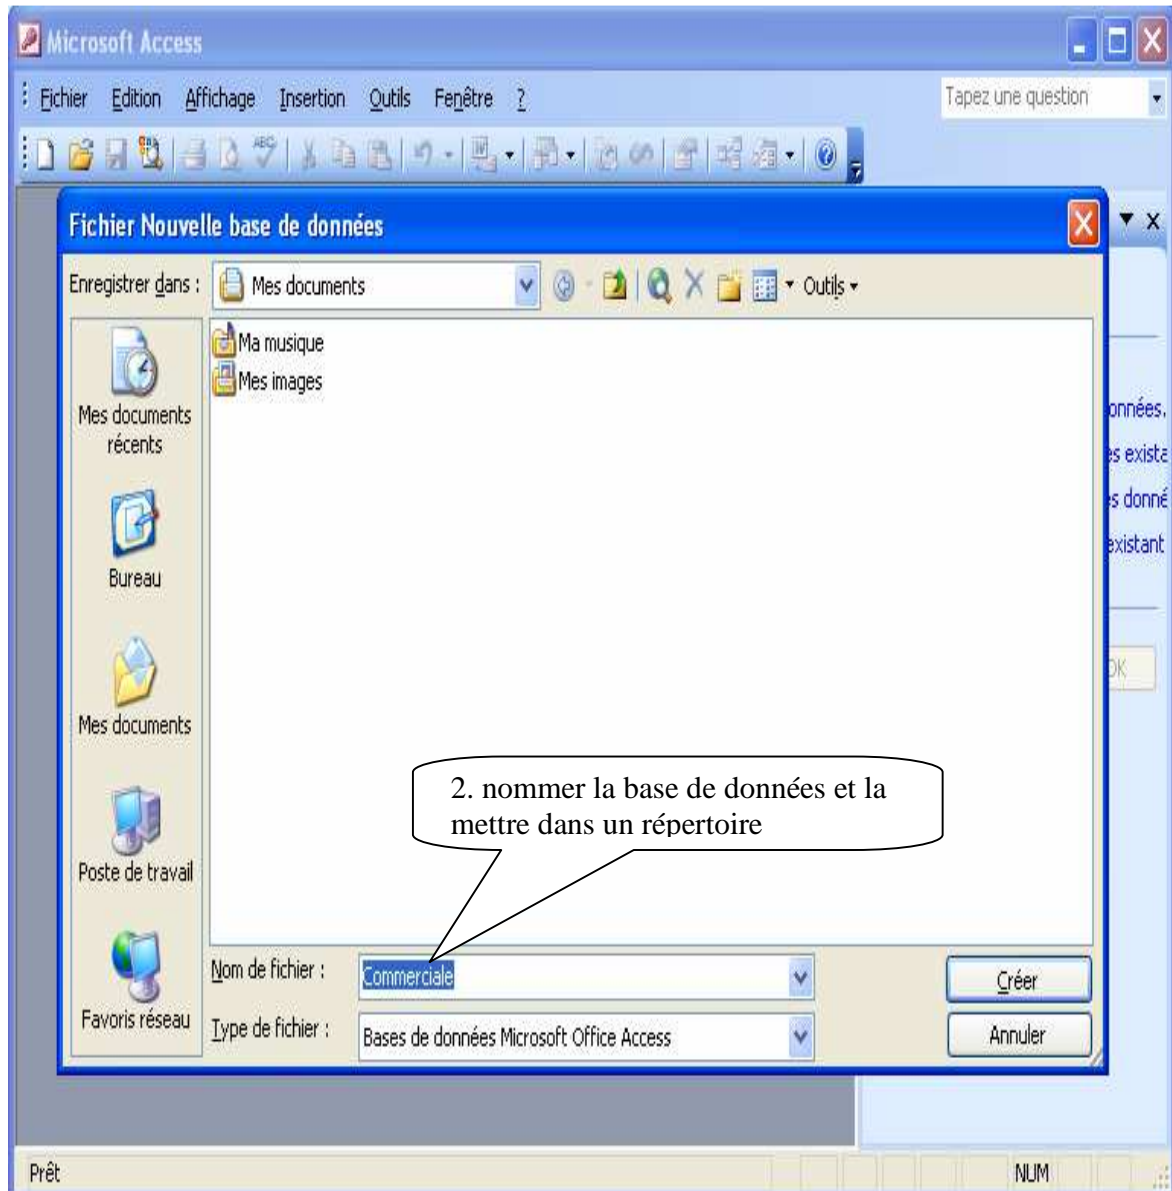 Microsoft Access
Fichier Edition Affichage Insertion Outils Fenêtre ?
Tapez une question
ABC
Fichier Nouvelle base de données
Enregistrer dans :
Mes documents
Outils
Ma musique
Mes images
Mes documents
récents
Bureau
Mes documents
Poste de travail
Favoris réseau
onnées.
es exista
es donné
existant
OK
2. nommer la base de données et la
mettre dans un répertoire
Nom de fichier :
Commerciale
Créer
Type de fichier :
Bases de données Microsoft Office Access
Annuler
Prêt
NUM